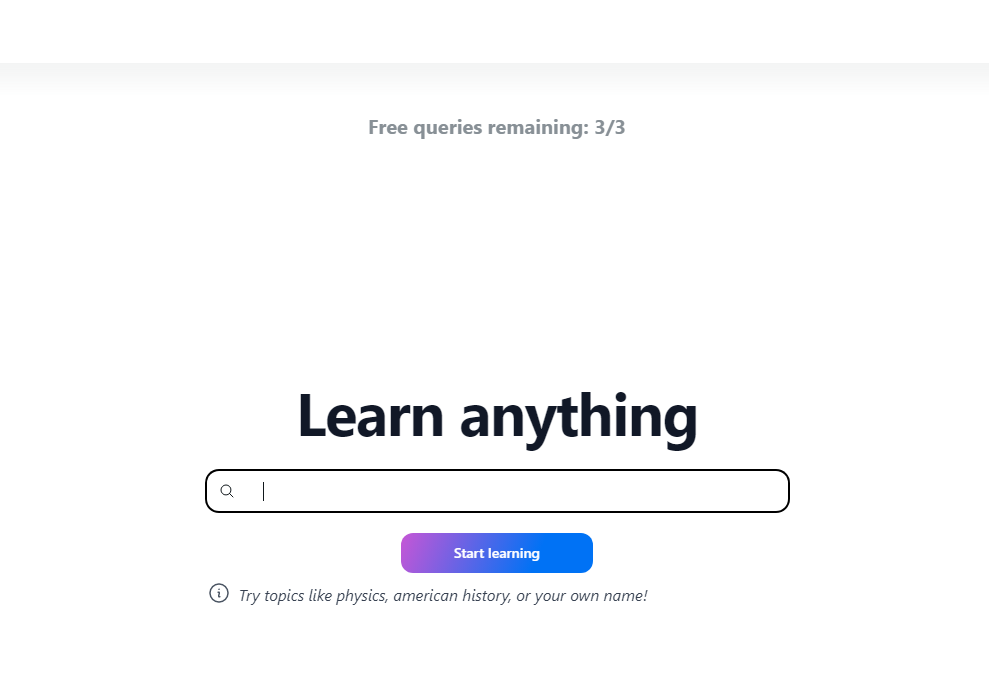 Free queries remaining: 3/3
Learn anything
Start learning
Try topics like physics, american history, or your own name!